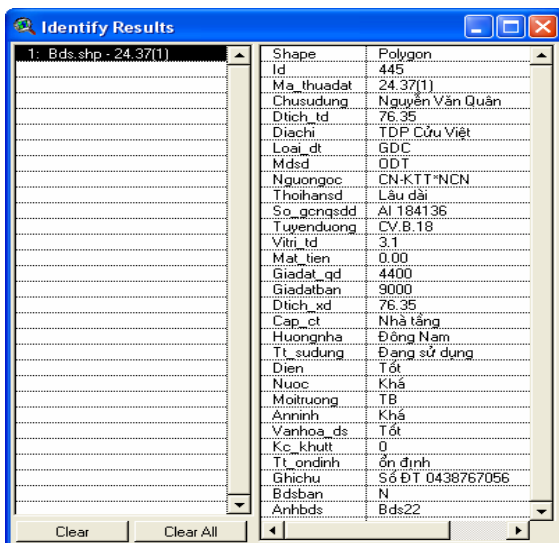 Identify Results
1: Bds.shp - 24.37(1)
Shape Polygon
Id 445
Ma_thuadat 24.37(1)
Chusudung Nguyễn Văn Quân
Dtich_td 76.35
Diachi TDP Cửu Việt
Loai_dt GDC
Mdsd ODT
Nguongoc CN-KTT*NCN
Thoihansd Lâu dài
So_gcnqsdd AI 184136
Tuyenduong CV.B.18
Vitri_td 3.1
Mat_tien 0.00
Giadat_qd 4400
Giadatban 9000
Dtich_xd 76.35
Cap_ct Nhà tầng
Huongnha Đông Nam
Tt_sudung Đang sử dụng
Dien Tốt
Nuoc Khá
Moitruong TB
Anninh Khá
Vanhoa_ds Tốt
Kc_khutt 0
Tt_ondinh ổn định
Ghichu Số ĐT 0438767056
Bdsban N
Anhbds Bds22
Clear Clear All